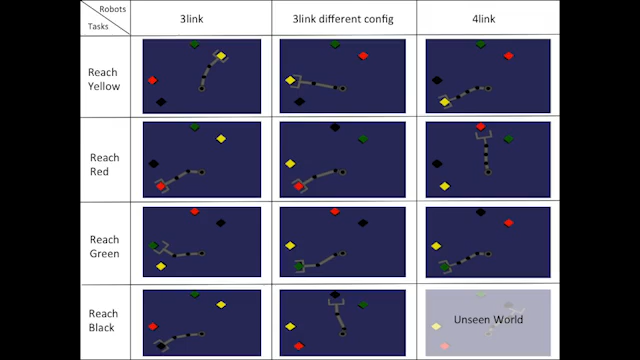 Robots
Tasks
3link
3link different config
4link
Reach
Yellow
Reach
Red
Reach
Green
Reach
Black
Unseen World